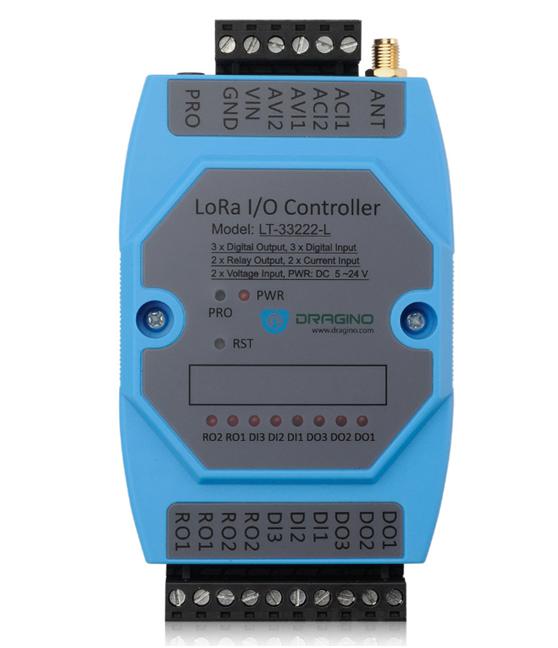 PRO GND VIN AVI2 AVI1 ACI2 ACI1 ANT
LoRa I/O Controller
Model: LT-33222-L
3 x Digital Output, 3 x Digital Input
2 x Relay Output, 2 x Current Input
2 x Voltage Input, PWR: DC 5 ~24 V
PWR
PRO
DRAGINO
www.dragino.com
RST
RO2 RO1 DI3 DI2 DI1 DO3 DO2 DO1
RO1 RO1 RO2 RO2 DI3 DI2 DI1 DO3 DO2 DO1